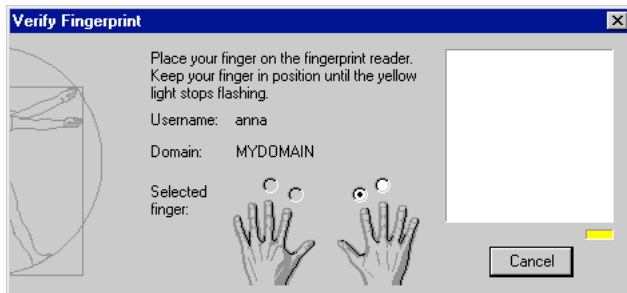 Verify Fingerprint
Place your finger on the fingerprint reader.
Keep your finger in position until the yellow
light stops flashing.
Username: anna
Domain: MYDOMAIN
Selected
finger:
Cancel